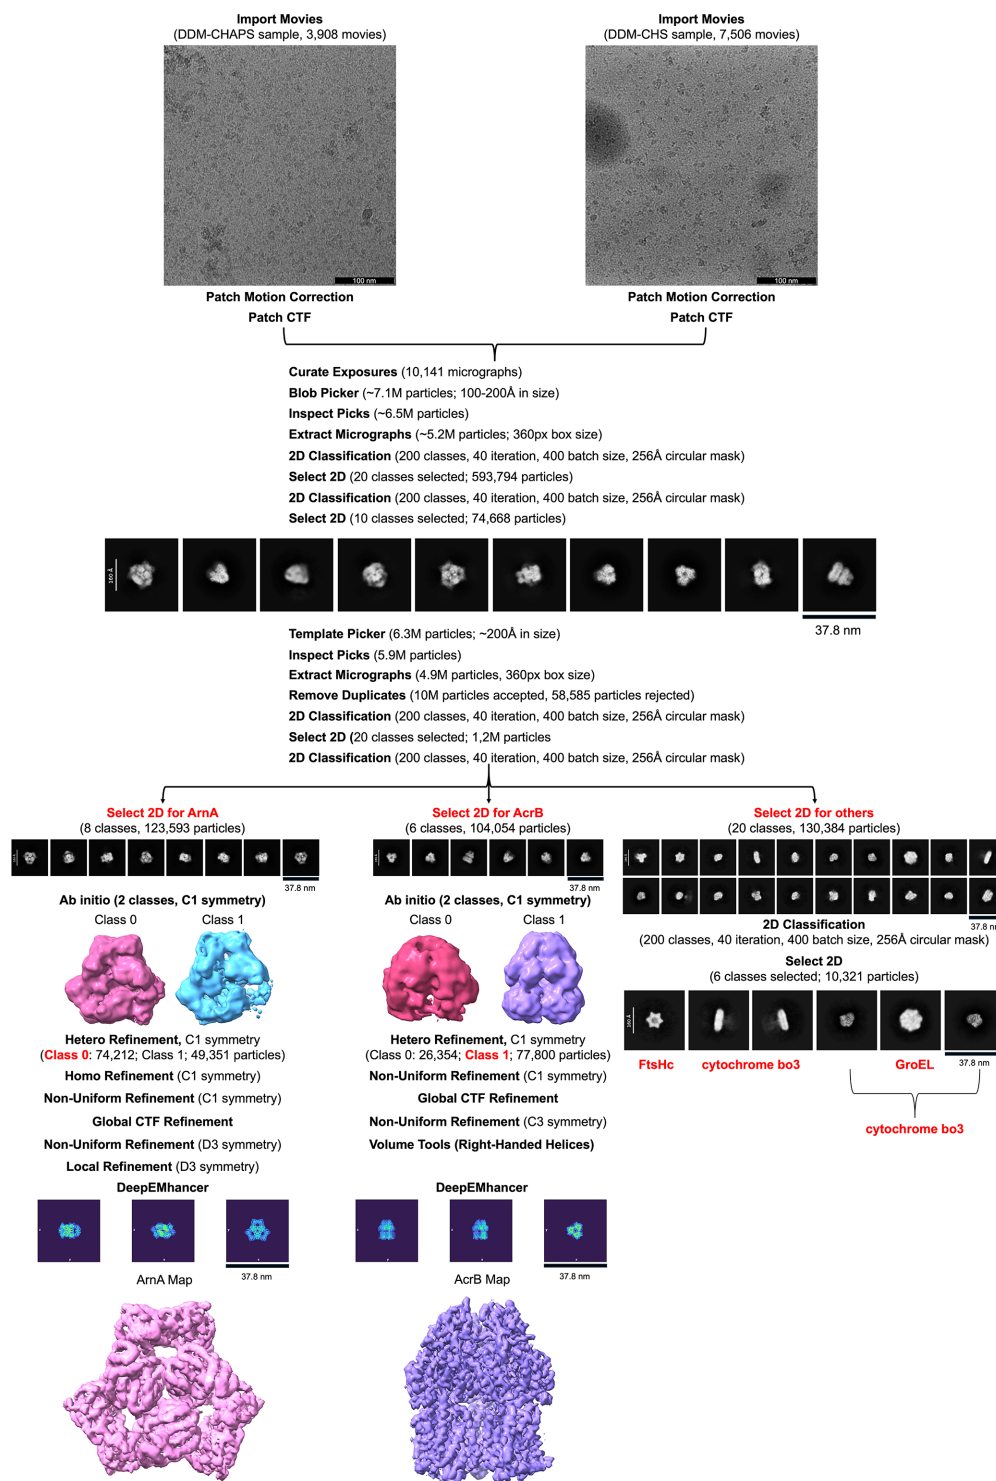 Import Movies
(DDM-CHAPS sample, 3,908 movies)
Import Movies
(DDM-CHS sample, 7,506 movies)
100 nm
100 nm
Patch Motion Correction
Patch CTF
Patch Motion Correction
Patch CTF
Curate Exposures (10,141 micrographs)
Blob Picker (~7.1M particles; 100-200Å in size)
Inspect Picks (~6.5M particles)
Extract Micrographs (~5.2M particles; 360px box size)
2D Classification (200 classes, 40 iteration, 400 batch size, 256Å circular mask)
Select 2D (20 classes selected; 593,794 particles)
2D Classification (200 classes, 40 iteration, 400 batch size, 256Å circular mask)
Select 2D (10 classes selected; 74,668 particles)
160 Å
37.8 nm
Template Picker (6.3M particles; ~200Å in size)
Inspect Picks (5.9M particles)
Extract Micrographs (4.9M particles, 360px box size)
Remove Duplicates (10M particles accepted, 58,585 particles rejected)
2D Classification (200 classes, 40 iteration, 400 batch size, 256Å circular mask)
Select 2D (20 classes selected; 1,2M particles
2D Classification (200 classes, 40 iteration, 400 batch size, 256Å circular mask)
Select 2D for ArnA
(8 classes, 123,593 particles)
37.8 nm
Ab initio (2 classes, C1 symmetry)
Class 0
Class 1
Hetero Refinement, C1 symmetry
(Class 0: 74,212; Class 1; 49,351 particles)
Homo Refinement (C1 symmetry)
Non-Uniform Refinement (C1 symmetry)
Global CTF Refinement
Non-Uniform Refinement (D3 symmetry)
Local Refinement (D3 symmetry)
DeepEMhancer
37.8 nm
ArnA Map
Select 2D for AcrB
(6 classes, 104,054 particles)
37.8 nm
Ab initio (2 classes, C1 symmetry)
Class 0
Class 1
Hetero Refinement, C1 symmetry
(Class 0: 26,354; Class 1; 77,800 particles)
Non-Uniform Refinement (C1 symmetry)
Global CTF Refinement
Non-Uniform Refinement (C3 symmetry)
Volume Tools (Right-Handed Helices)
DeepEMhancer
37.8 nm
AcrB Map
Select 2D for others
(20 classes, 130,384 particles)
37.8 nm
2D Classification
(200 classes, 40 iteration, 400 batch size, 256Å circular mask)
Select 2D
(6 classes selected; 10,321 particles)
160 Å
FtsHc
cytochrome bo3
GroEL
37.8 nm
cytochrome bo3